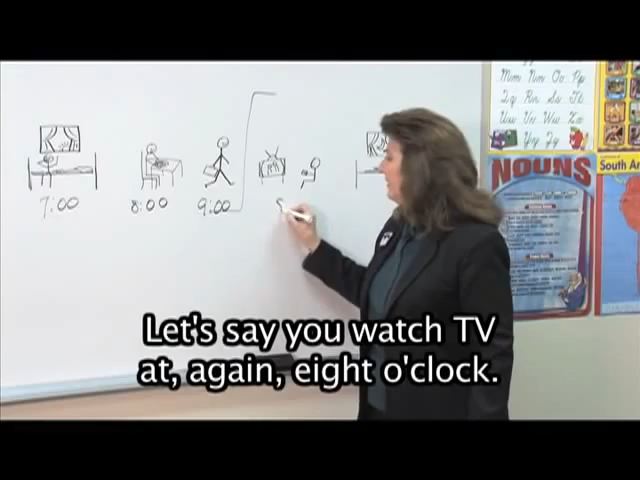 Mm Nn Oo Pp
Qq Rr Ss Tt
Uu Vv Ww Xx
Yy Zz
NOUNS
South Am
7:00
8:00
9:00
Let's say you watch TV
at, again, eight o'clock.